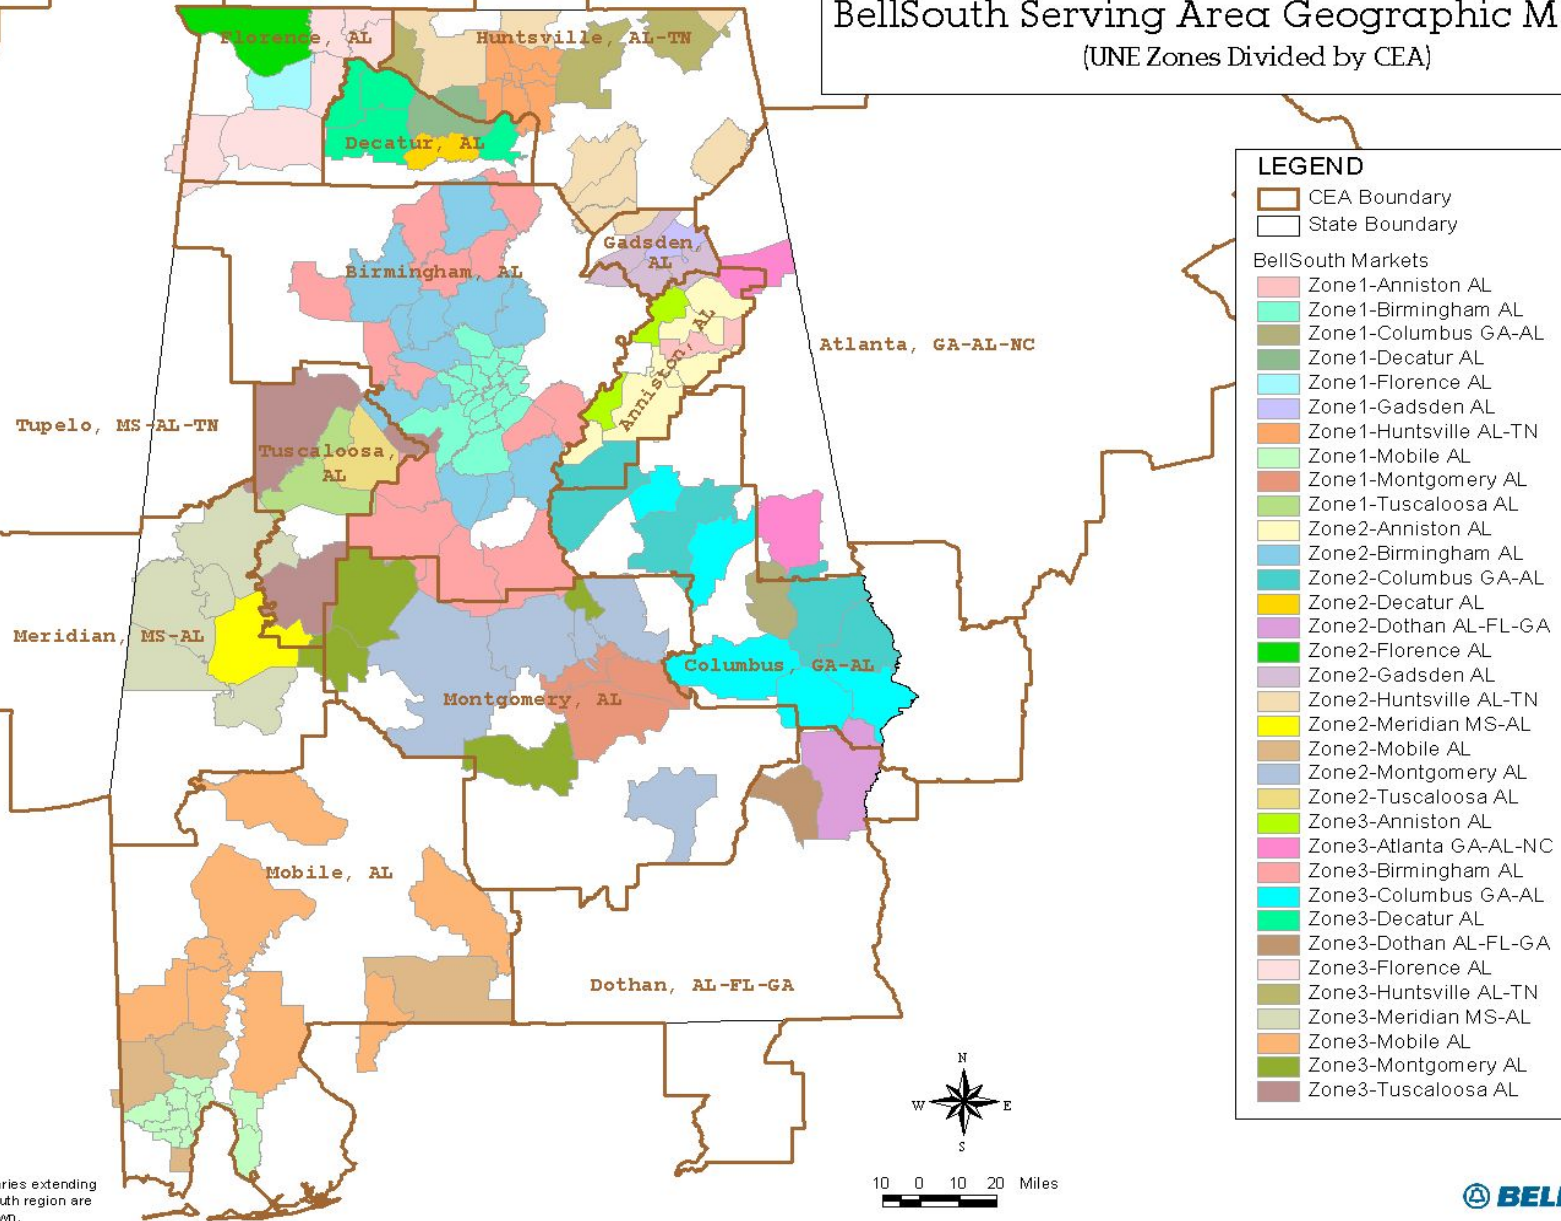 BellSouth Serving Area Geographic M
(UNE Zones Divided by CEA)
Florence, AL
Huntsville, AL-TN
Decatur, AL
Gadsden,
AL
Birmingham, AL
Anniston, AL
Atlanta, GA-AL-NC
Tupelo, MS-AL-TN
Tuscaloosa,
AL
Meridian, MS-AL
Columbus, GA-AL
Montgomery, AL
Mobile, AL
Dothan, AL-FL-GA
LEGEND
CEA Boundary
State Boundary
BellSouth Markets
Zone1-Anniston AL
Zone1-Birmingham AL
Zone1-Columbus GA-AL
Zone1-Decatur AL
Zone1-Florence AL
Zone1-Gadsden AL
Zone1-Huntsville AL-TN
Zone1-Mobile AL
Zone1-Montgomery AL
Zone1-Tuscaloosa AL
Zone2-Anniston AL
Zone2-Birmingham AL
Zone2-Columbus GA-AL
Zone2-Decatur AL
Zone2-Dothan AL-FL-GA
Zone2-Florence AL
Zone2-Gadsden AL
Zone2-Huntsville AL-TN
Zone2-Meridian MS-AL
Zone2-Mobile AL
Zone2-Montgomery AL
Zone2-Tuscaloosa AL
Zone3-Anniston AL
Zone3-Atlanta GA-AL-NC
Zone3-Birmingham AL
Zone3-Columbus GA-AL
Zone3-Decatur AL
Zone3-Dothan AL-FL-GA
Zone3-Florence AL
Zone3-Huntsville AL-TN
Zone3-Meridian MS-AL
Zone3-Mobile AL
Zone3-Montgomery AL
Zone3-Tuscaloosa AL
N
W E
S
10 0 10 20 Miles
ries extending
uth region are
wn.
BELL